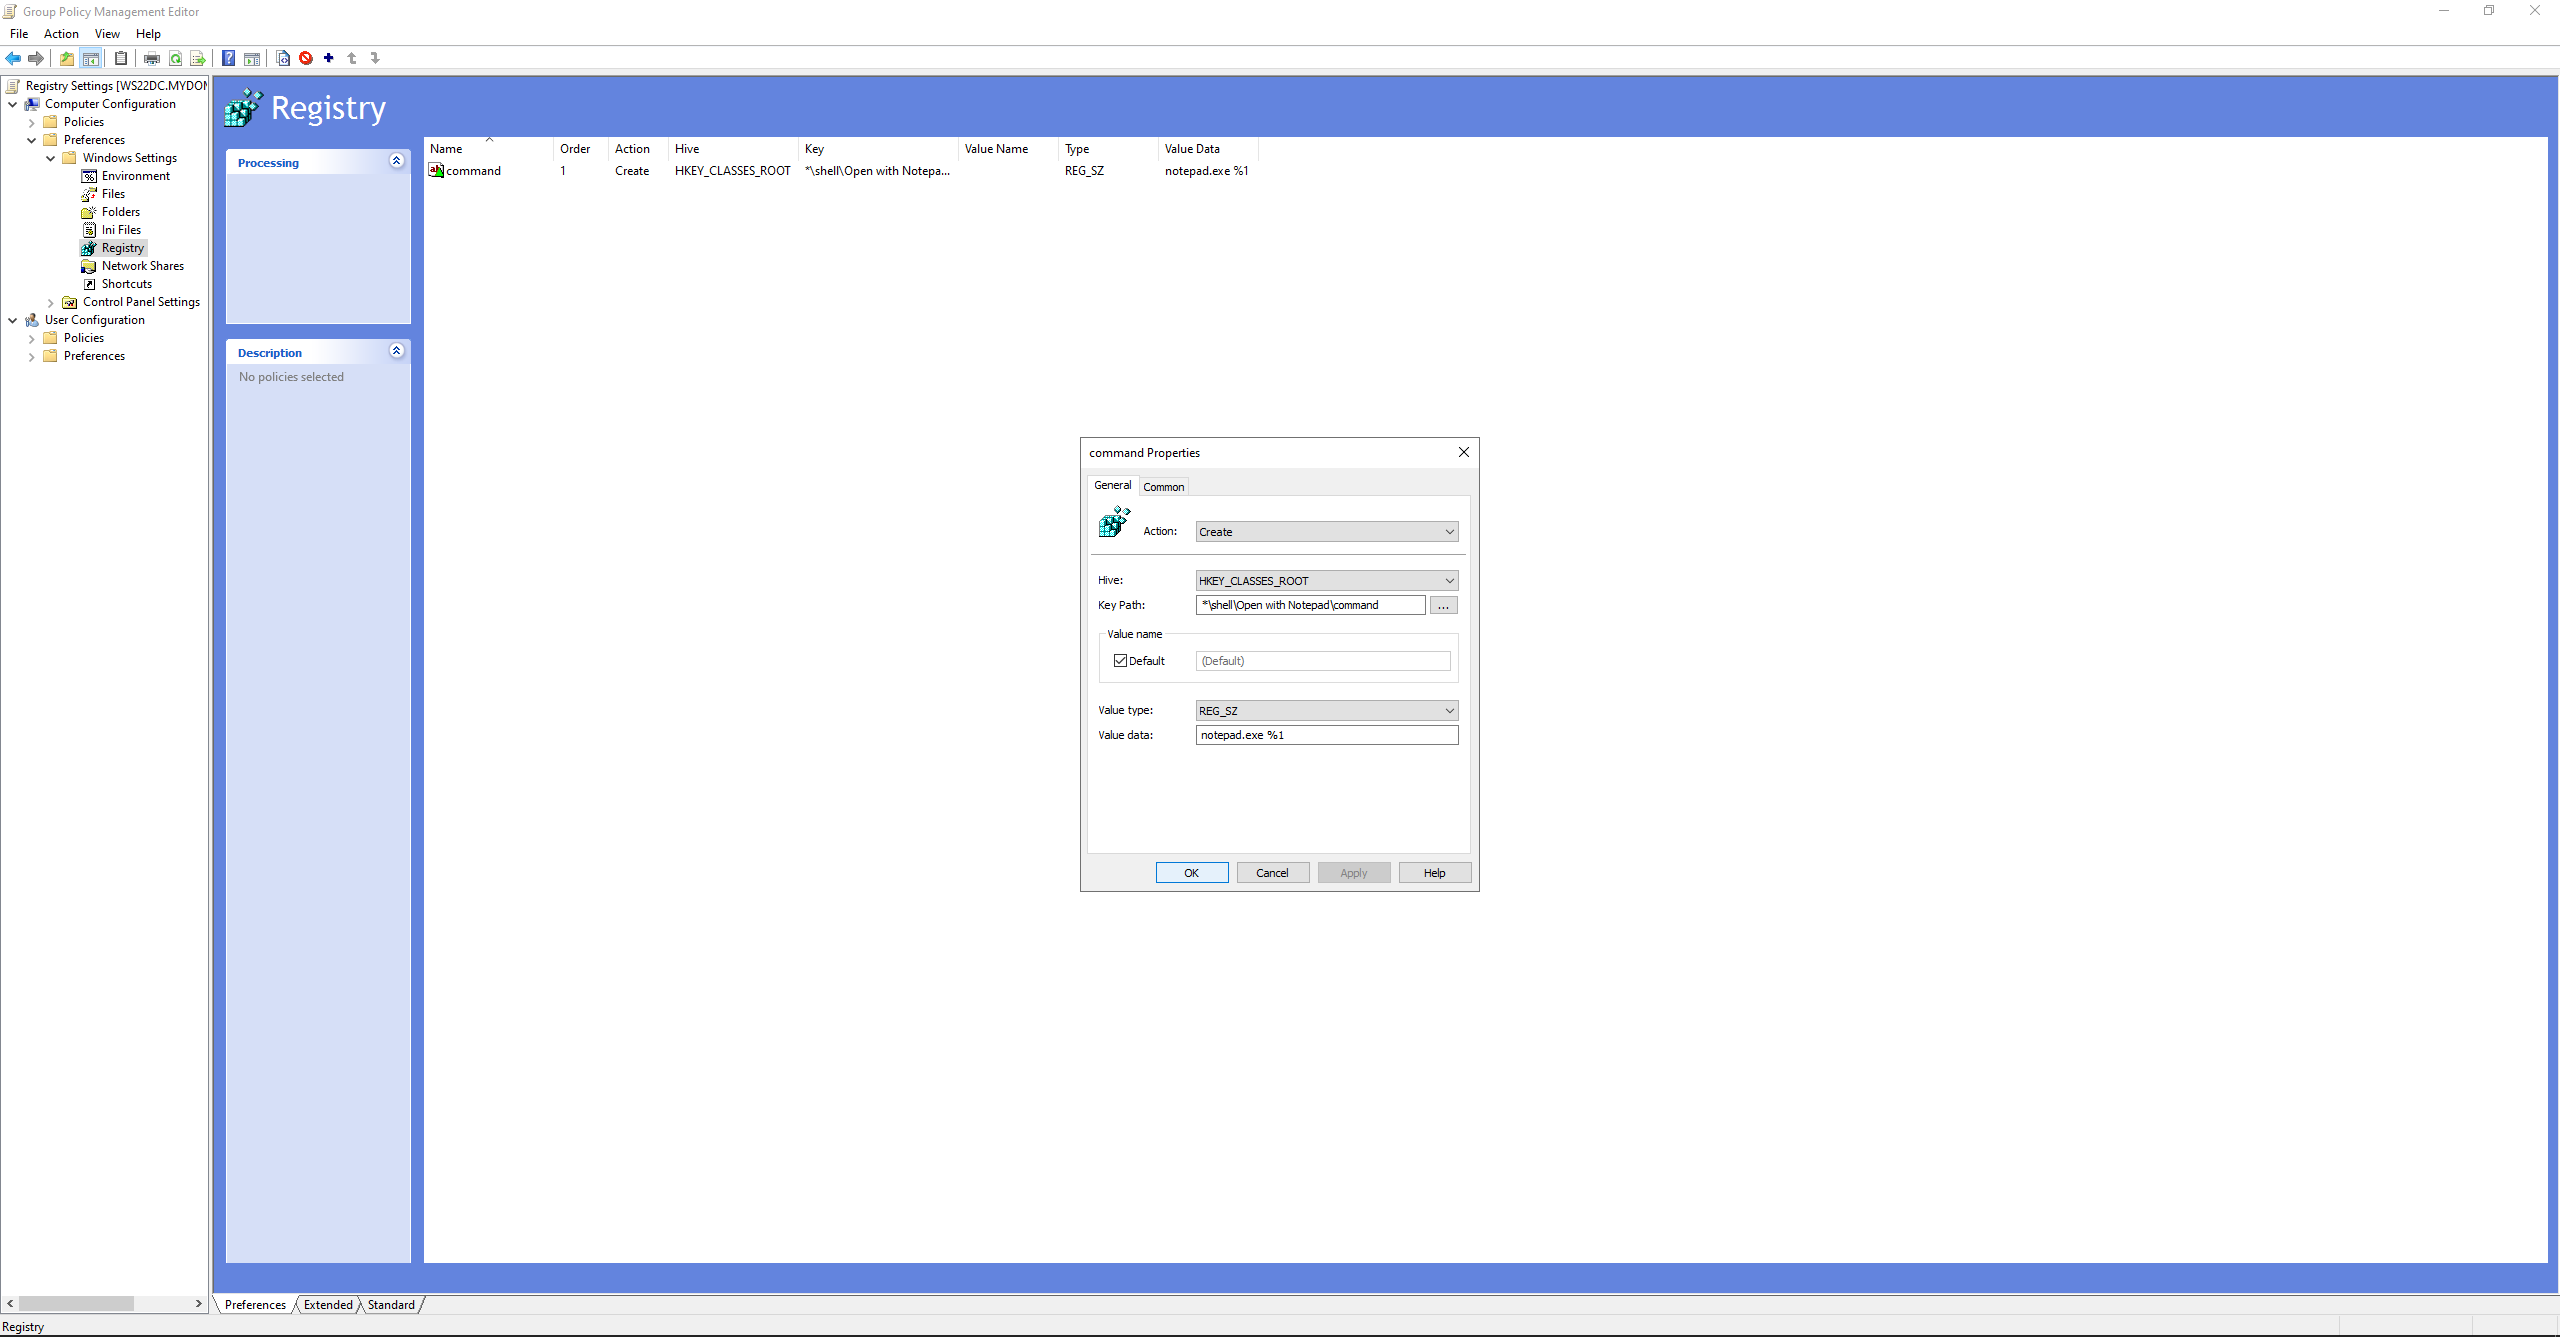 Group Policy Management Editor
File Action View Help
Registry Settings [WS22DC.MYDOM
Computer Configuration
Policies
Preferences
Windows Settings
Environment
Files
Folders
Ini Files
Registry
Network Shares
Shortcuts
Control Panel Settings
User Configuration
Policies
Preferences
Registry
Processing
Description
No policies selected
Name Order Action Hive Key Value Name Type Value Data
command 1 Create HKEY_CLASSES_ROOT *\shell\Open with Notepa... REG_SZ notepad.exe %1
command Properties
General Common
Action: Create
Hive: HKEY_CLASSES_ROOT
Key Path: *\shell\Open with Notepad\command ...
Value name
Default (Default)
Value type: REG_SZ
Value data: notepad.exe %1
OK Cancel Apply Help
Preferences Extended Standard
Registry